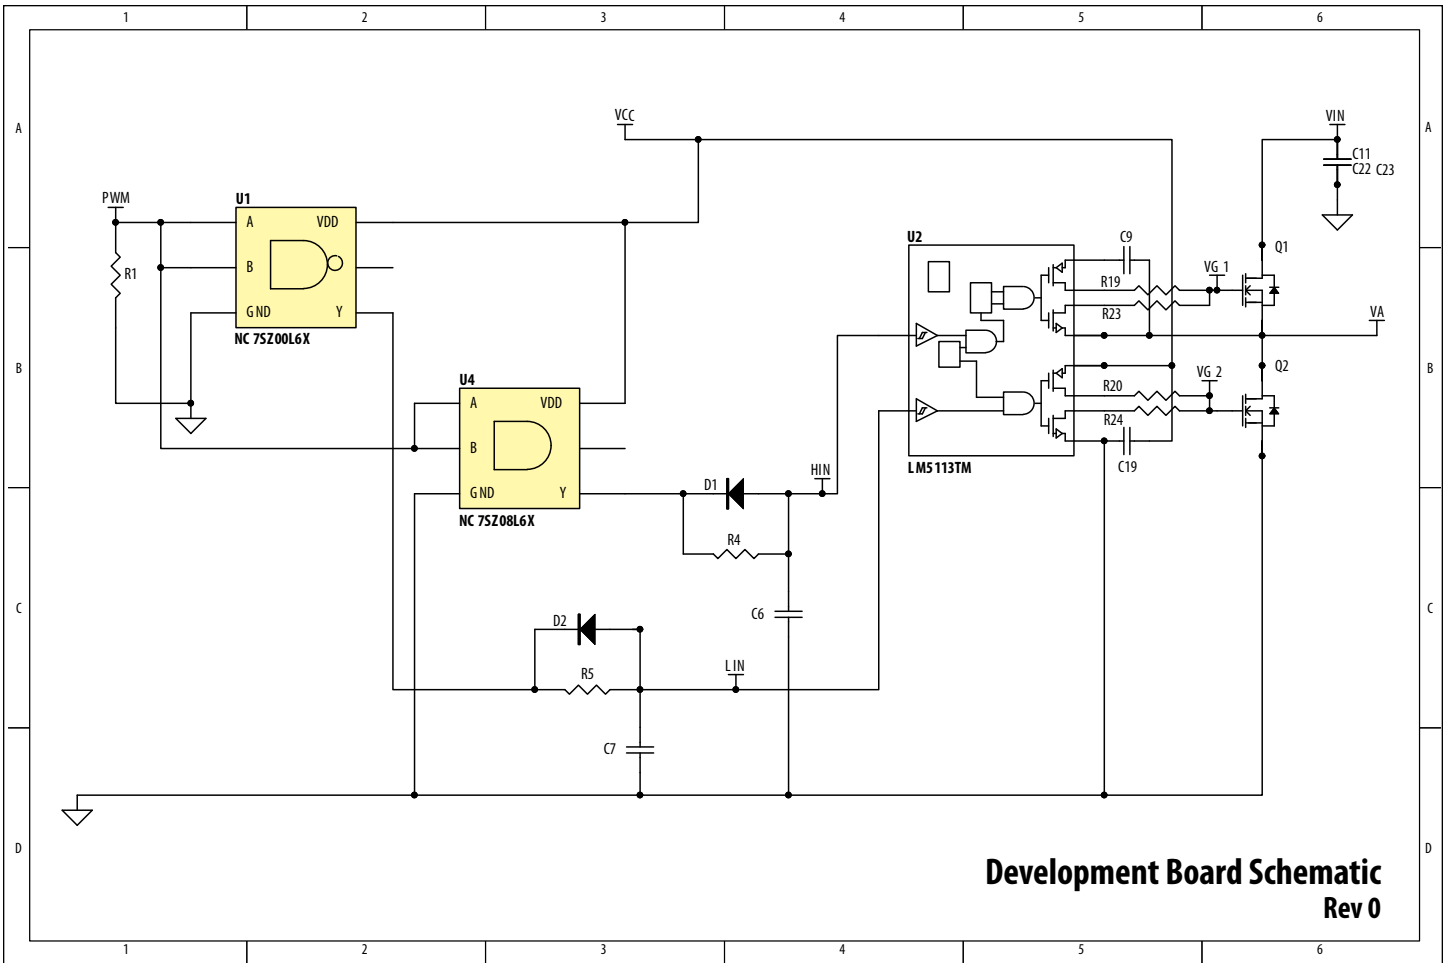 1 2 3 4 5 6
A A
VCC
VIN
C11
C22 C23
PWM
U1
A VDD
B
GND Y
NC 7SZ00L6X
R1
U2
C9
Q1
VG 1
R19
R23
VA
B B
Q2
VG 2
R20
R24
C19
LM5113TM
U4
A VDD
B
GND Y
NC 7SZ08L6X
HIN
D1
R4
C C
C6
D2
R5
LIN
C7
D D
Development Board Schematic
Rev 0
1 2 3 4 5 6